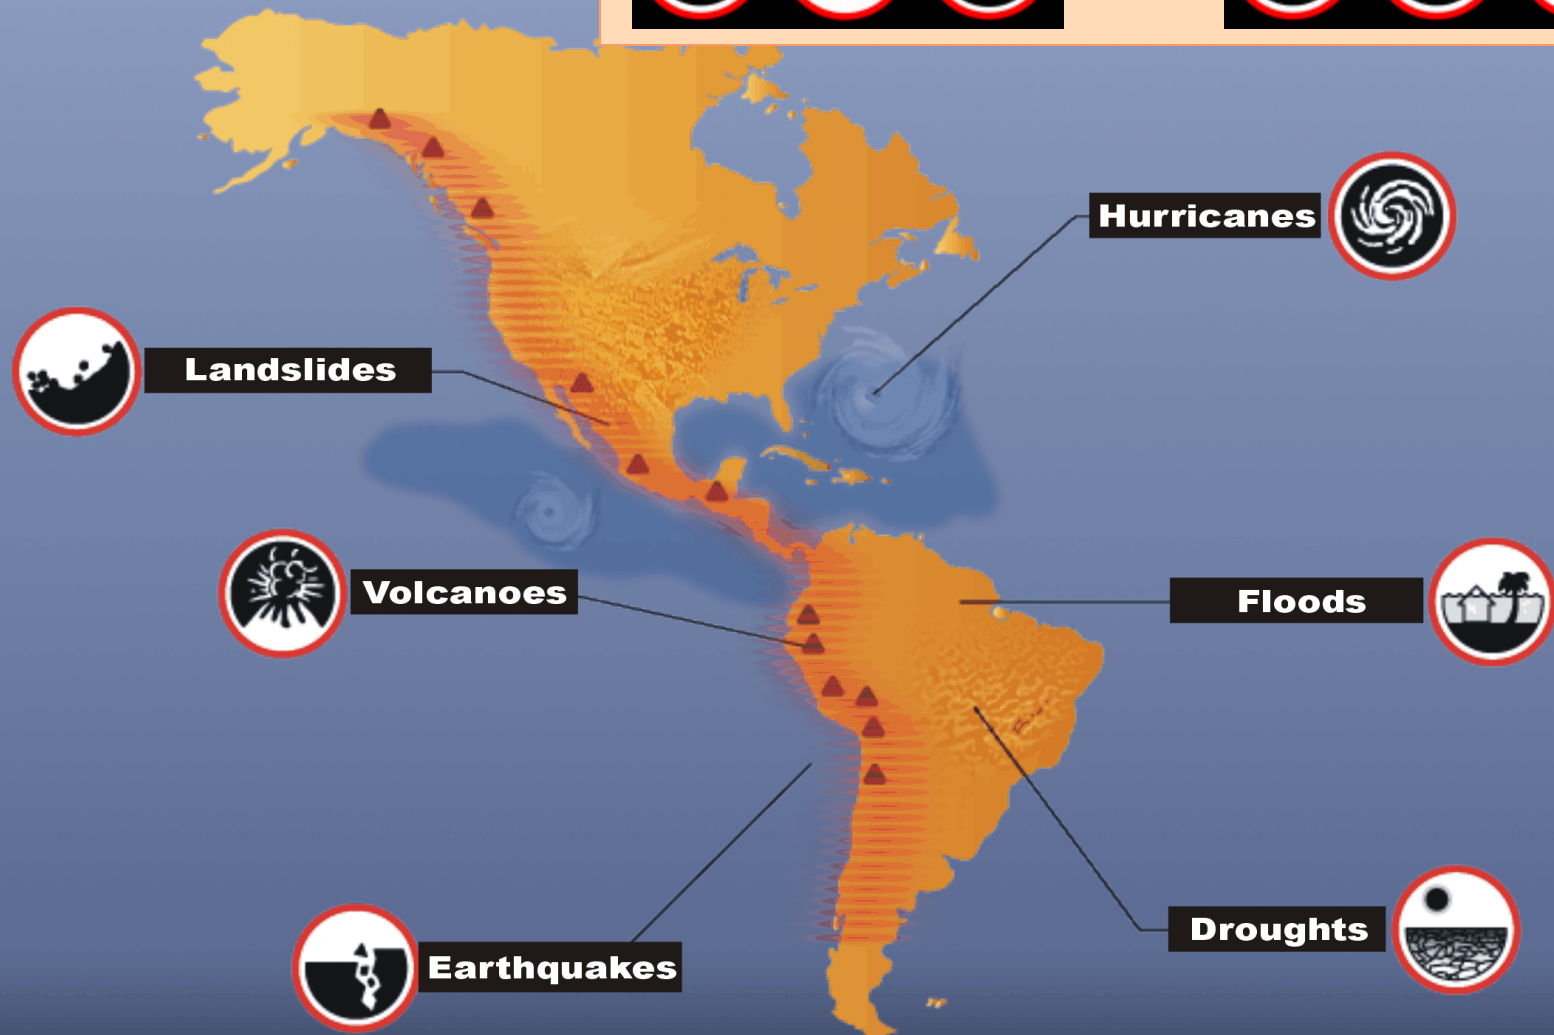 Hurricanes
Landslides
Volcanoes
Floods
Droughts
Earthquakes